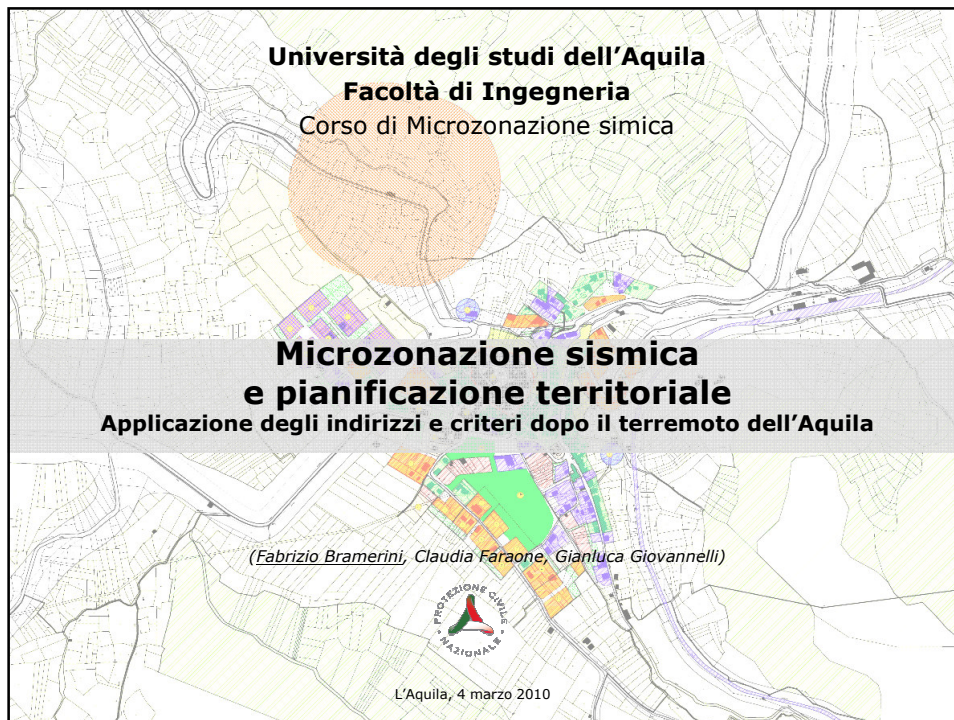 Università degli studi dell’Aquila
Facoltà di Ingegneria
Corso di Microzonazione simica
Microzonazione sismica
e pianificazione territoriale
Applicazione degli indirizzi e criteri dopo il terremoto dell’Aquila
(Fabrizio Bramerini, Claudia Faraone, Gianluca Giovannelli)
PROTEZIONE CIVILE
NAZIONALE
L’Aquila, 4 marzo 2010